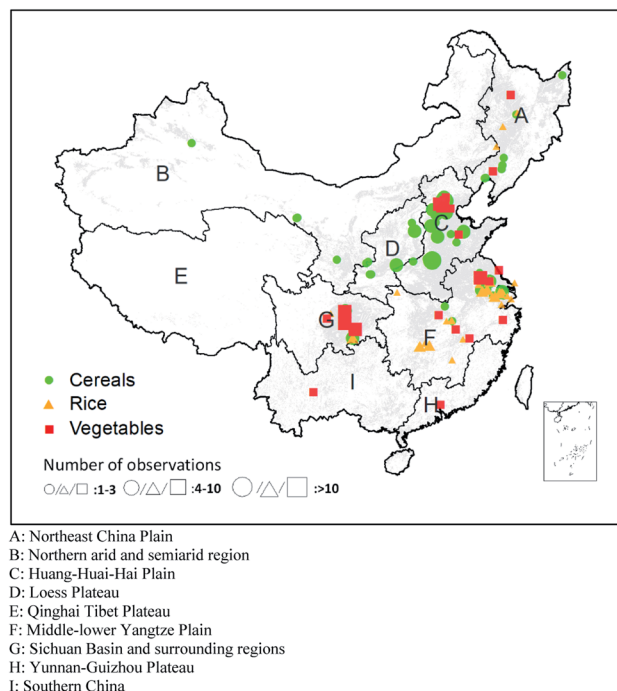 A
B
C
D
E
G
F
I
H
Cereals
Rice
Vegetables
Number of observations
:1-3 :4-10 :>10
A: Northeast China Plain
B: Northern arid and semiarid region
C: Huang-Huai-Hai Plain
D: Loess Plateau
E: Qinghai Tibet Plateau
F: Middle-lower Yangtze Plain
G: Sichuan Basin and surrounding regions
H: Yunnan-Guizhou Plateau
I: Southern China